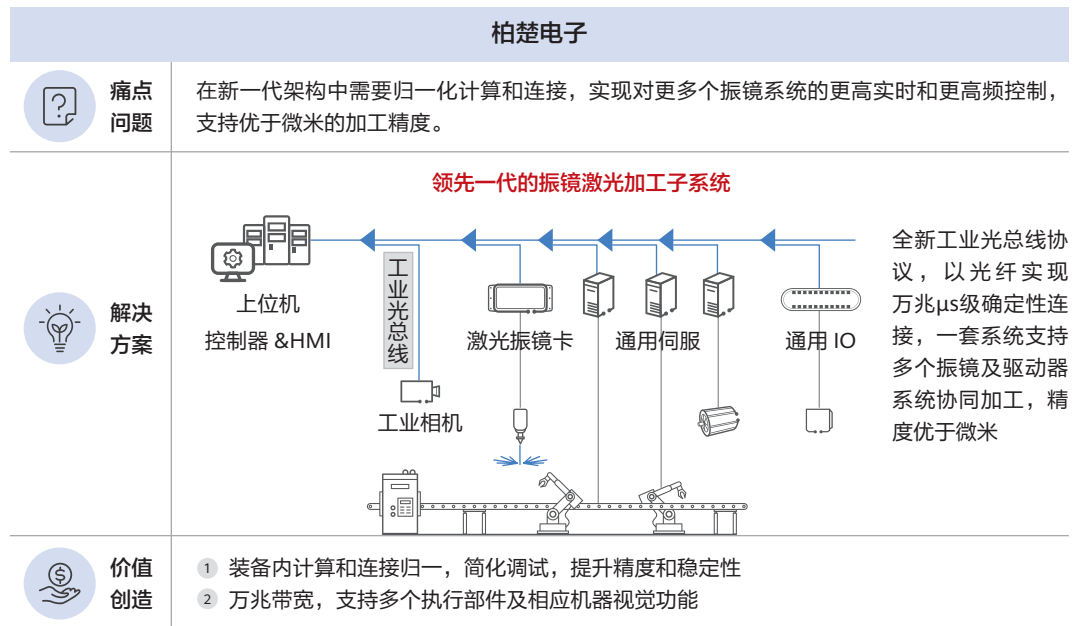 柏楚电子
痛点
问题
在新一代架构中需要归一化计算和连接，实现对更多个振镜系统的更高实时和更高频控制，
支持优于微米的加工精度。
解决
方案
领先一代的振镜激光加工子系统
上位机
控制器 &HMI
工业光总线
工业相机
激光振镜卡
通用伺服
通用 IO
全新工业光总线协
议，以光纤实现
万兆μs级确定性连
接，一套系统支持
多个振镜及驱动器
系统协同加工，精
度优于微米
价值
创造
1 装备内计算和连接归一，简化调试，提升精度和稳定性
2 万兆带宽，支持多个执行部件及相应机器视觉功能